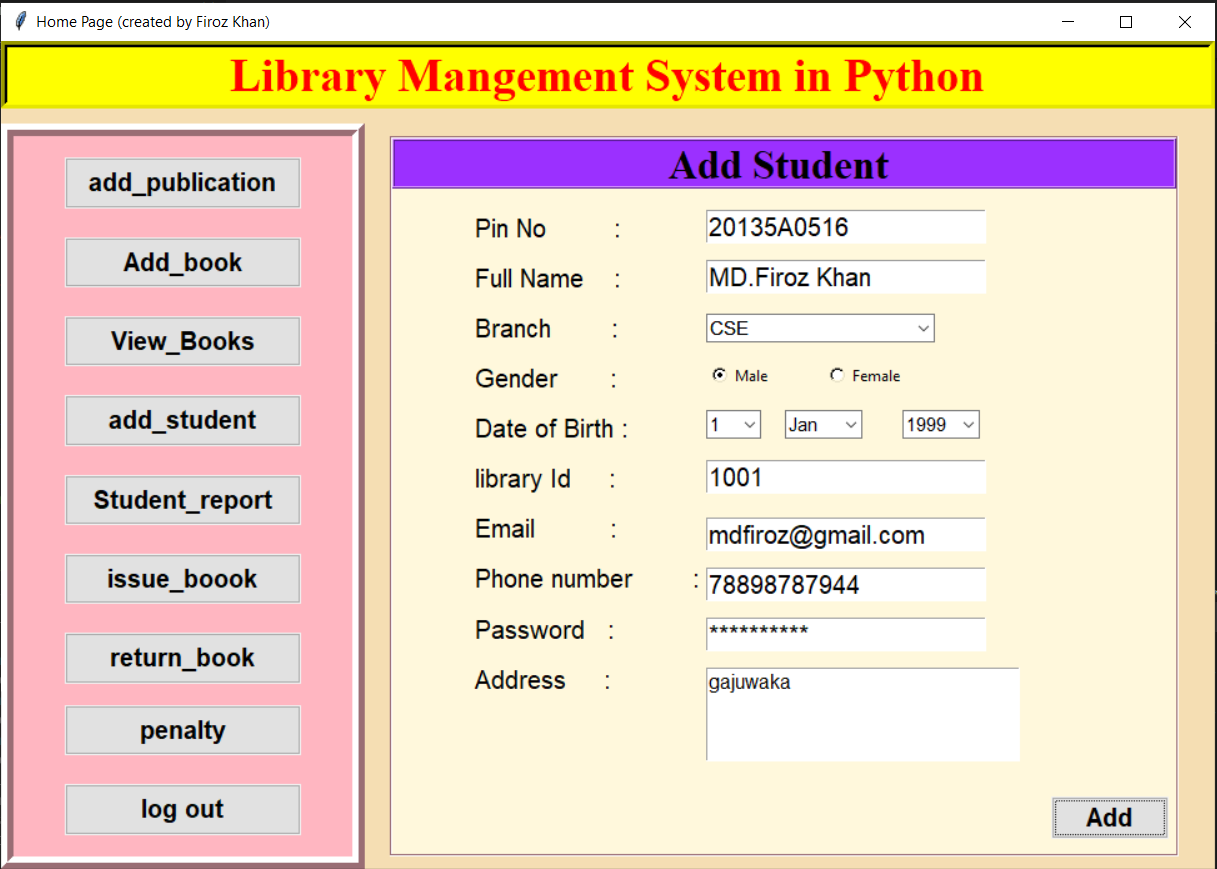 Home Page (created by Firoz Khan)
Library Mangement System in Python
add_publication
Add_book
View_Books
add_student
Student_report
issue_boook
return_book
penalty
log out
Add Student
Pin No : 20135A0516
Full Name : MD.Firoz Khan
Branch : CSE
Gender : Male Female
Date of Birth : 1 Jan 1999
library Id : 1001
Email : mdfiroz@gmail.com
Phone number : 78898787944
Password : **********
Address : gajuwaka
Add